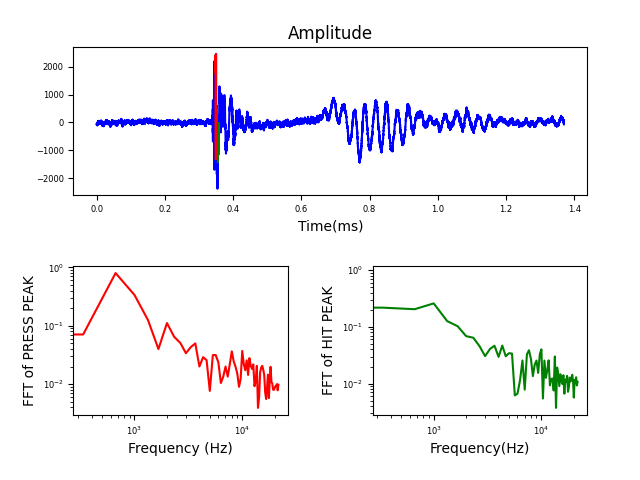 Amplitude
2000
1000
0
−1000
−2000
0.0 0.2 0.4 0.6 0.8 1.0 1.2 1.4
Time(ms)
FFT of PRESS PEAK
10⁰
10⁻¹
10⁻²
10³ 10⁴
Frequency (Hz)
FFT of HIT PEAK
10⁰
10⁻¹
10⁻²
10³ 10⁴
Frequency(Hz)